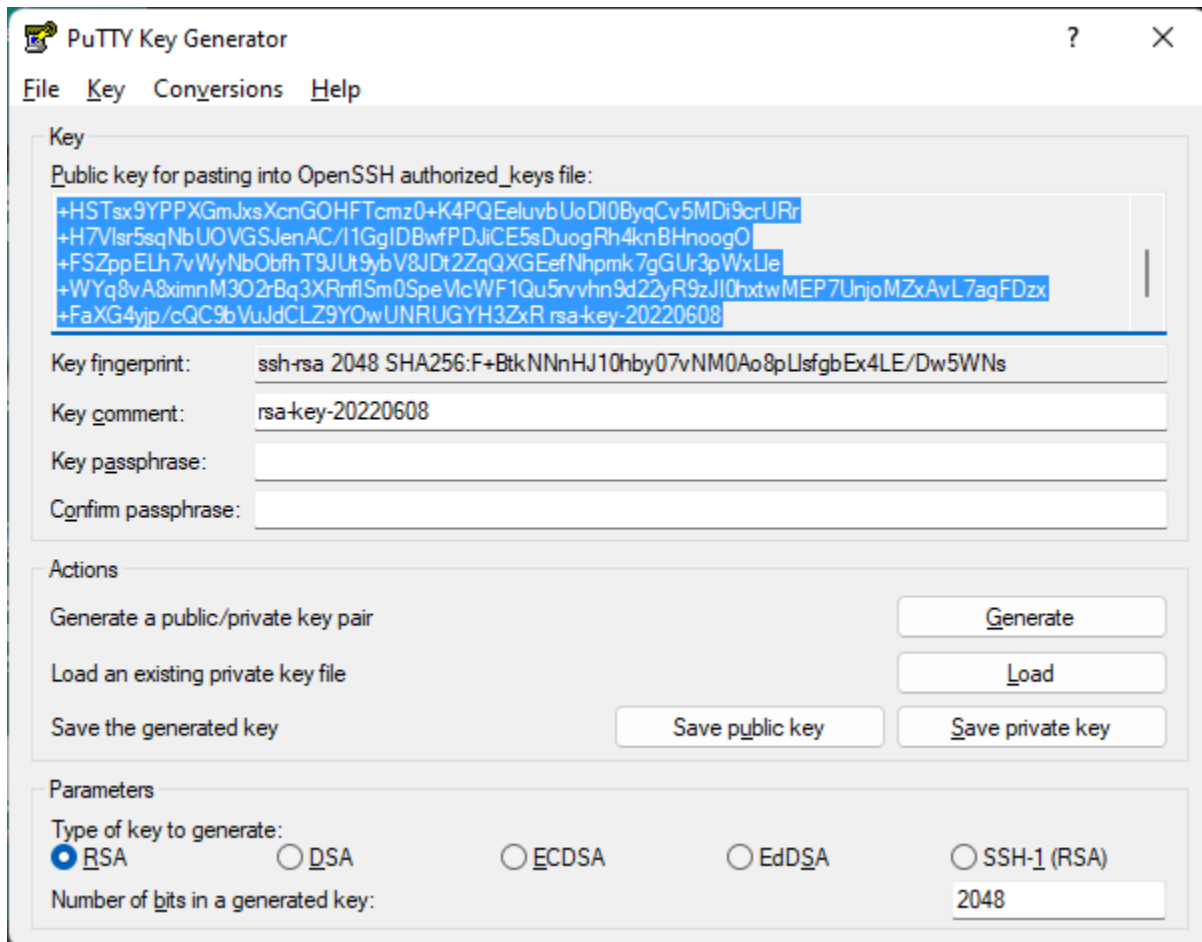 PuTTY Key Generator
?
File Key Conversions Help
Key
Public key for pasting into OpenSSH authorized_keys file:
+HSTsx9YPPXGmJxsXcnGOHFTcmz0+K4PQEeIuvbUoDI0ByqCv5MDi9crURr
+H7VIsr5sqNbUOVGSJenAC/I1GgIDBwfPDJiCE5sDuogRh4knBHnoogO
+FSZppELh7vWyNbObfhT9JUt9ybV8JDt2ZqQXGEefNhpmk7gGUr3pWxLle
+WYq8vA8ximnM3O2rBq3XRnflSm0SpeVlcWF1Qu5rvvhn9d22yR9zJI0hxtwMEP7UnjoMZxAvL7agFDzx
+FaXG4yjp/cQC9bVuJdCLZ9YOwUNRUGYH3ZxR rsa-key-20220608
Key fingerprint: ssh-rsa 2048 SHA256:F+BtkNNnHJ10hby07vNM0Ao8pUsfgbEx4LE/Dw5WNs
Key comment: rsa-key-20220608
Key passphrase:
Confirm passphrase:
Actions
Generate a public/private key pair Generate
Load an existing private key file Load
Save the generated key Save public key Save private key
Parameters
Type of key to generate:
RSA DSA ECDSA EdDSA SSH-1 (RSA)
Number of bits in a generated key: 2048